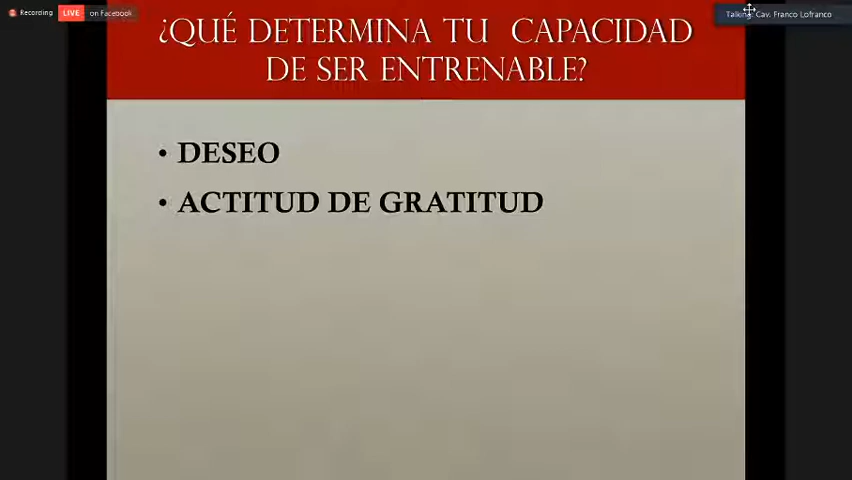 Recording LIVE on Facebook
Talking: Cav. Franco Lofranco
¿QUÉ DETERMINA TU CAPACIDAD
DE SER ENTRENABLE?
• DESEO
• ACTITUD DE GRATITUD